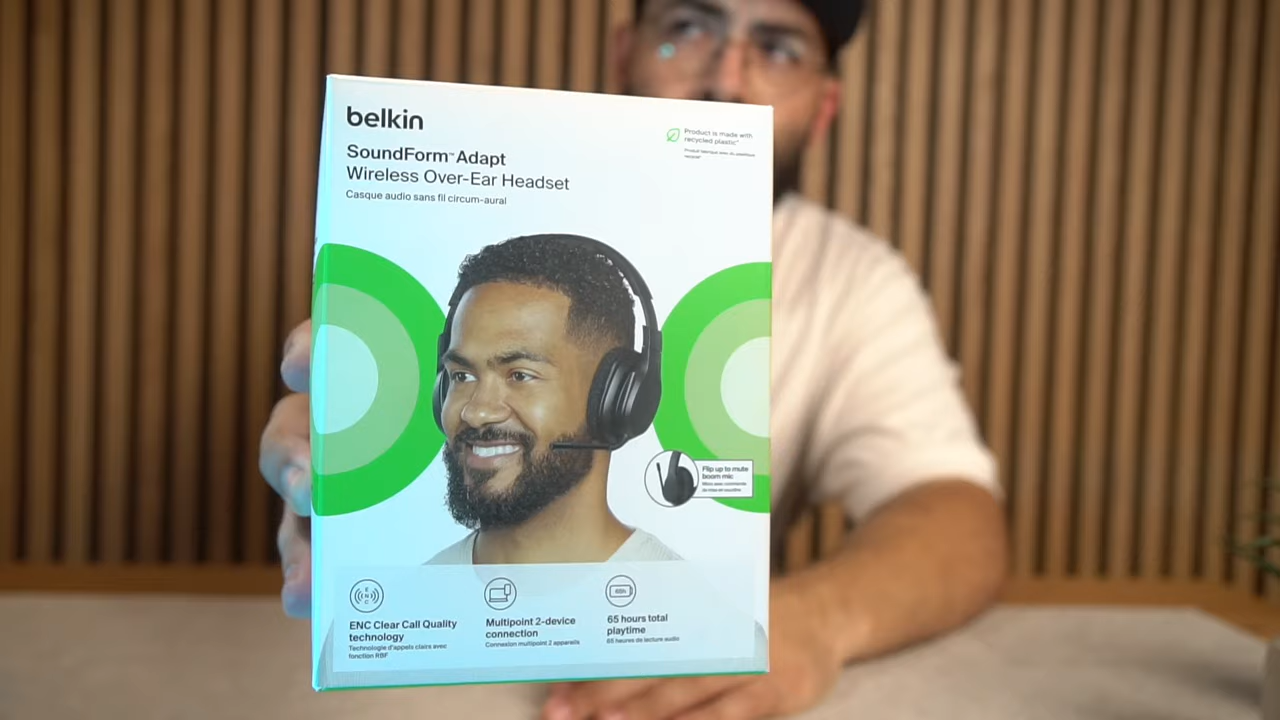 belkin
SoundForm™ Adapt
Wireless Over-Ear Headset
Casque audio sans fil circum-aural
Product is made with
recycled plastic*
Flip up to mute
boom mic
ENC
65h
ENC Clear Call Quality
technology
Technologie d'appels clairs avec
fonction RBF
Multipoint 2-device
connection
Connexion multipoint 2 appareils
65 hours total
playtime
65 heures de lecture audio